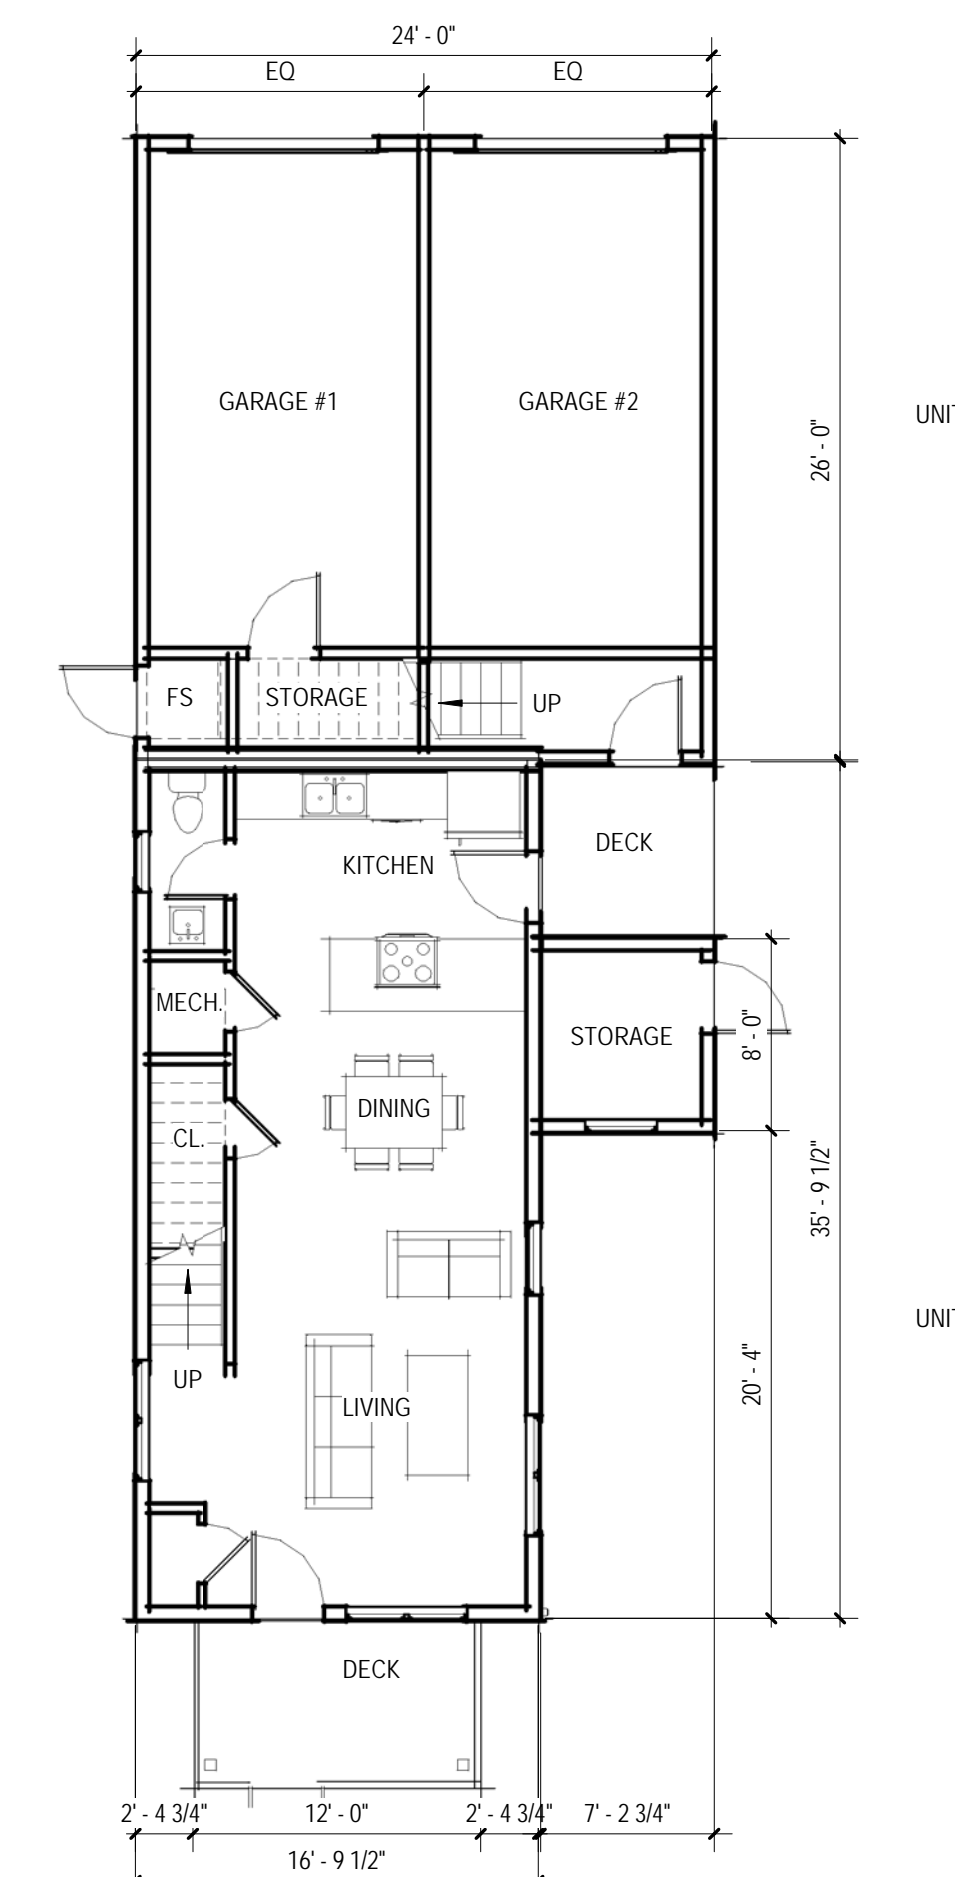 24' - 0"
EQ
EQ
GARAGE #1
GARAGE #2
26' - 0"
UNIT
FS
STORAGE
UP
KITCHEN
DECK
MECH.
STORAGE
8' - 0"
DINING
CL.
35' - 9 1/2"
UNIT
UP
LIVING
20' - 4"
DECK
2' - 4 3/4"
12' - 0"
2' - 4 3/4"
7' - 2 3/4"
16' - 9 1/2"